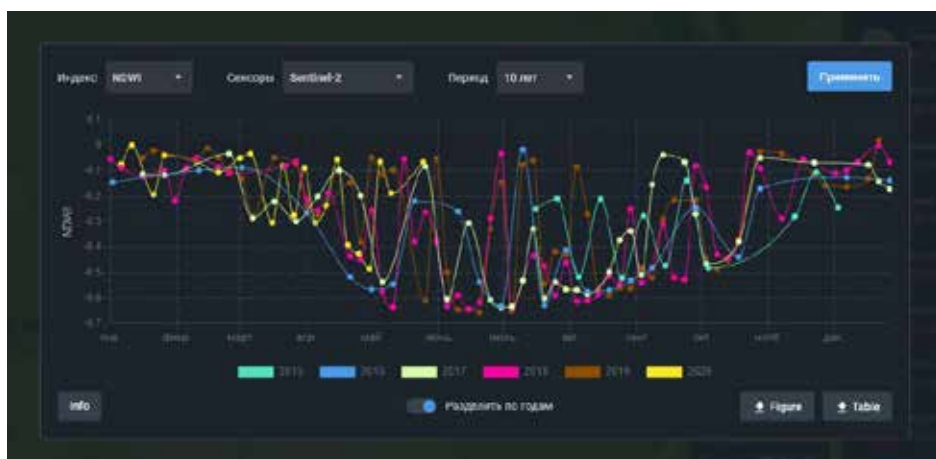 Индекс NDWI Сенсоры Sentinel-2 Период 10 лет Применить
0.1
0
-0.1
-0.2
-0.3
-0.4
-0.5
-0.6
-0.7
NDWI
янв февр март апр май июнь июль авг сент окт нояб дек
2015 2016 2017 2018 2019 2020
Info Разделить по годам Figure Table